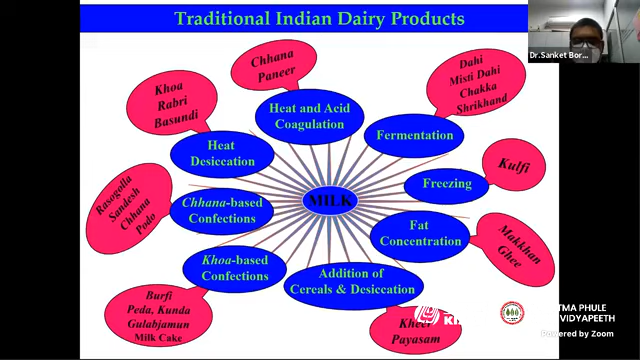 Traditional Indian Dairy Products
Dr.Sanket Bor...
Chhana
Paneer
Heat and Acid
Coagulation
Dahi
Misti Dahi
Chakka
Shrikhand
Fermentation
Khoa
Rabri
Basundi
Heat
Desiccation
Kulfi
Freezing
Rasogolla
Sandesh
Chhana
Podo
Chhana-based
Confections
MILK
Fat
Concentration
Makkhan
Ghee
Khoa-based
Confections
Burfi
Peda, Kunda
Gulabjamun
Milk Cake
Addition of
Cereals & Desiccation
Kheer
Payasam
TMA PHULE
VIDYAPEETH
Powered by Zoom